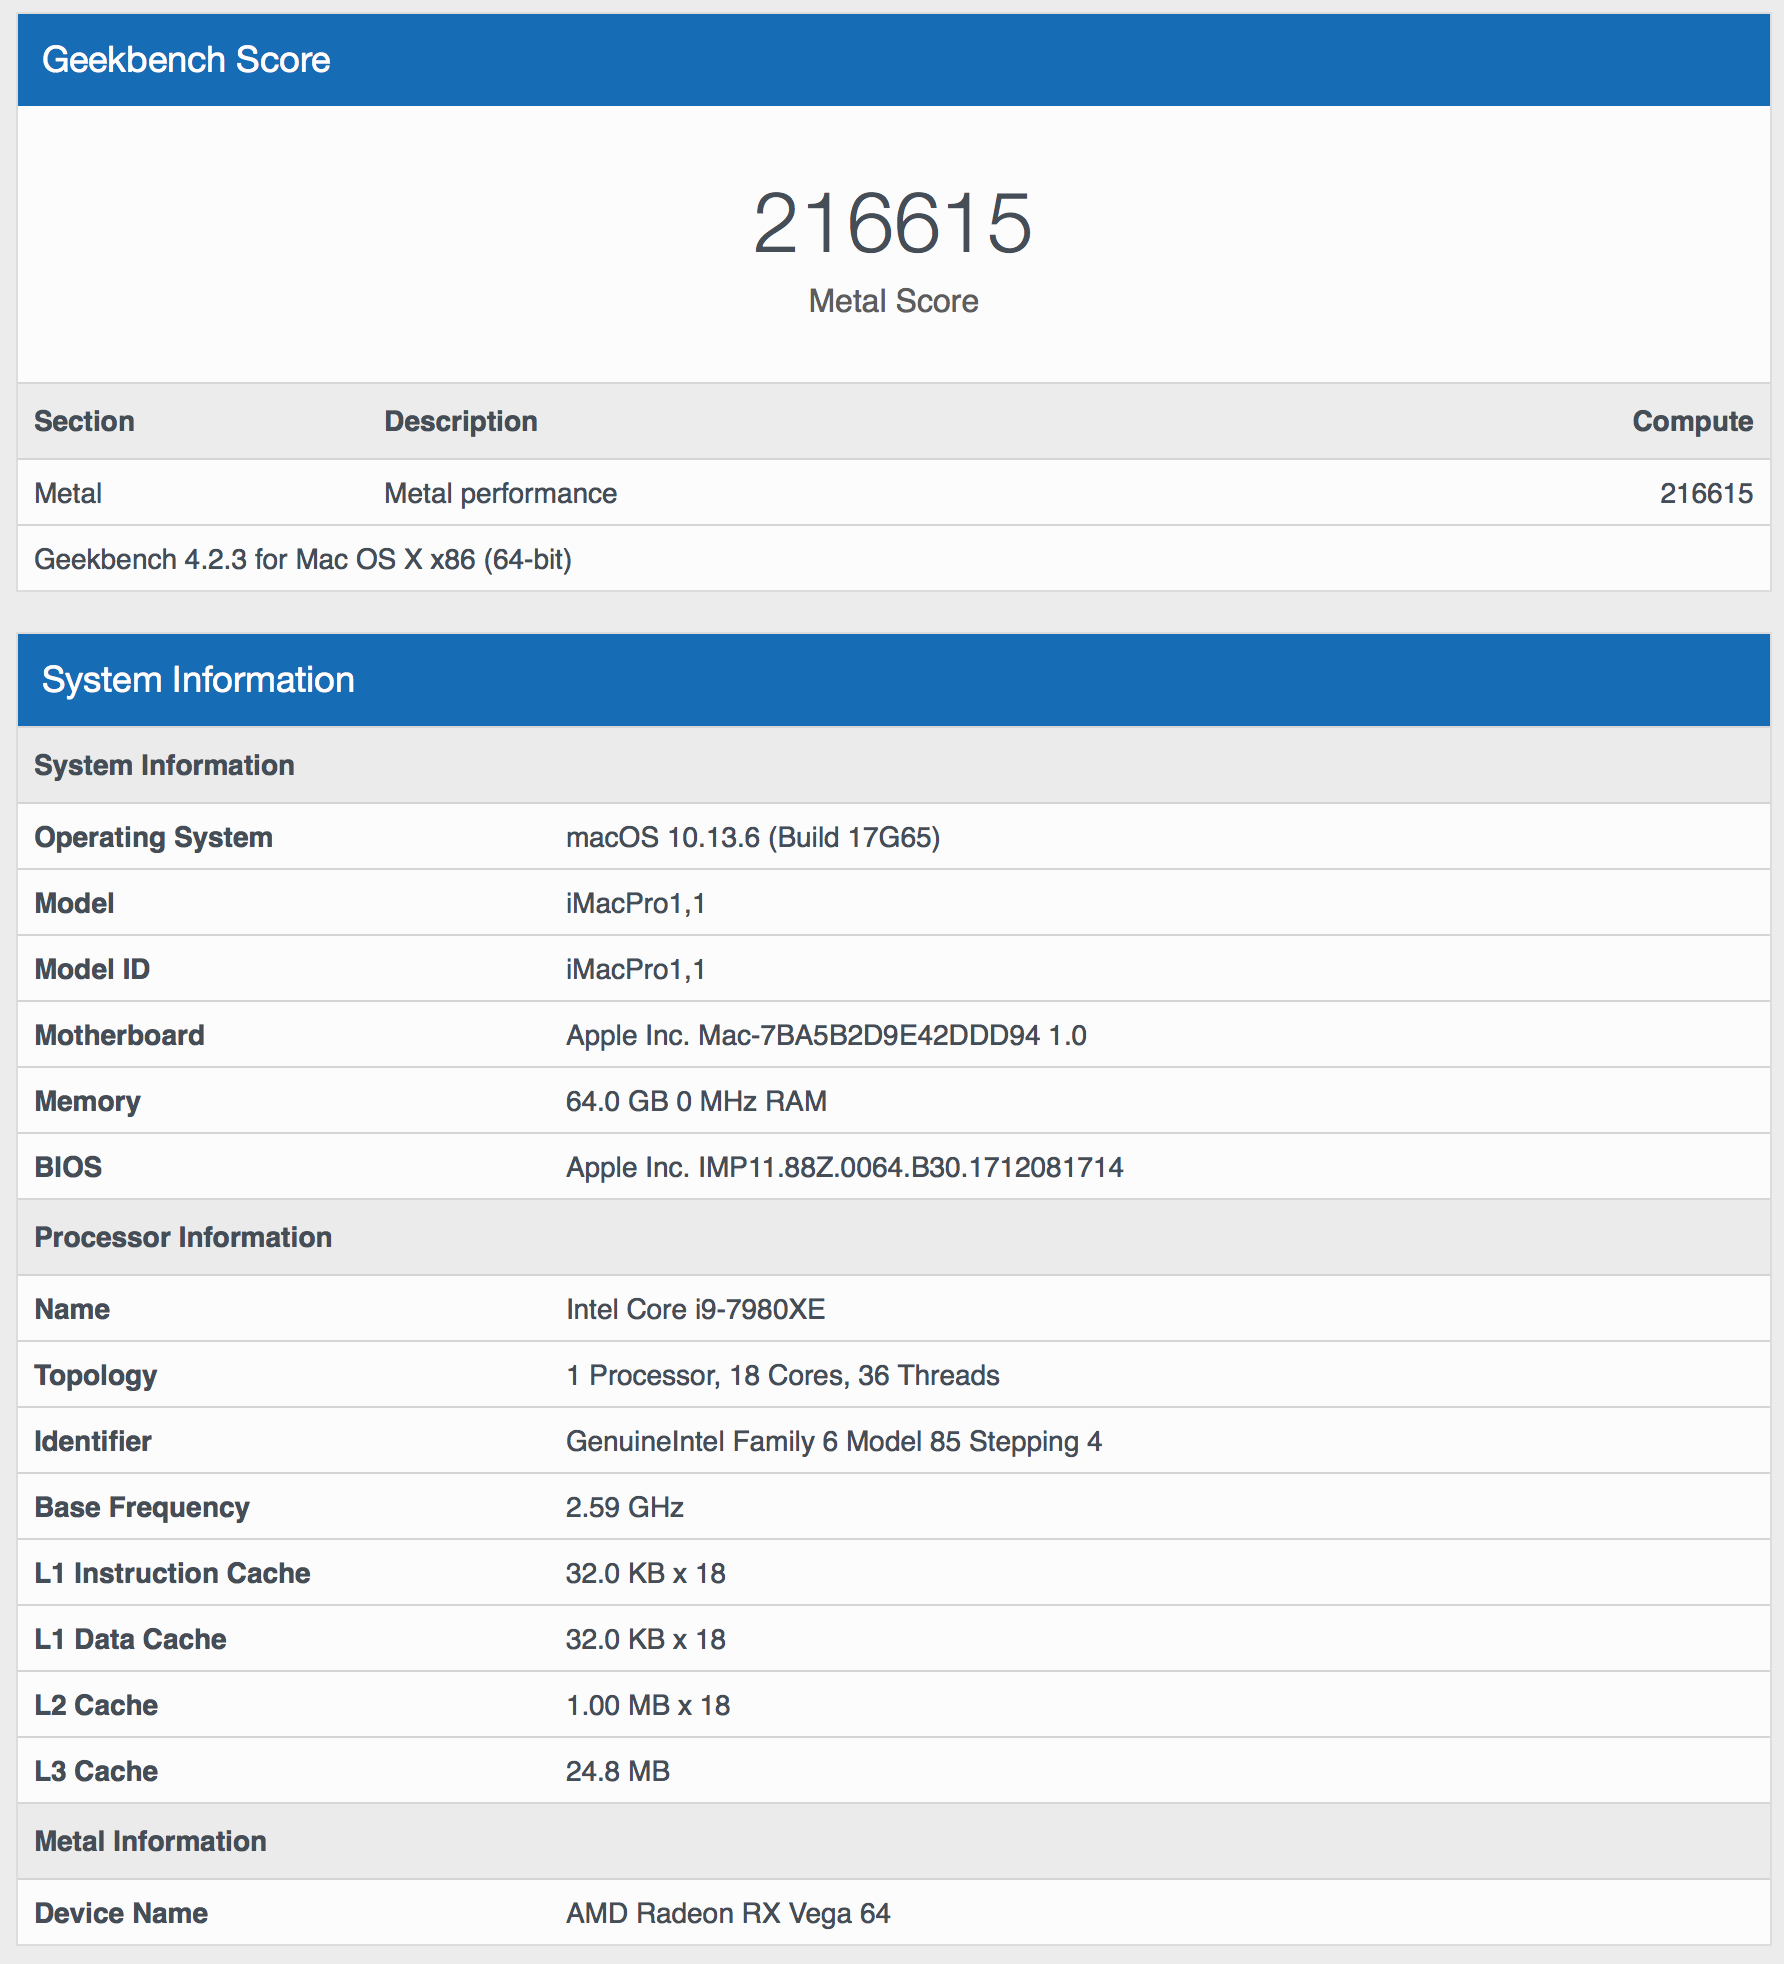 Geekbench Score
216615
Metal Score
Section Description Compute
Metal Metal performance 216615
Geekbench 4.2.3 for Mac OS X x86 (64-bit)
System Information
System Information
Operating System macOS 10.13.6 (Build 17G65)
Model iMacPro1,1
Model ID iMacPro1,1
Motherboard Apple Inc. Mac-7BA5B2D9E42DDD94 1.0
Memory 64.0 GB 0 MHz RAM
BIOS Apple Inc. IMP11.88Z.0064.B30.1712081714
Processor Information
Name Intel Core i9-7980XE
Topology 1 Processor, 18 Cores, 36 Threads
Identifier GenuineIntel Family 6 Model 85 Stepping 4
Base Frequency 2.59 GHz
L1 Instruction Cache 32.0 KB x 18
L1 Data Cache 32.0 KB x 18
L2 Cache 1.00 MB x 18
L3 Cache 24.8 MB
Metal Information
Device Name AMD Radeon RX Vega 64